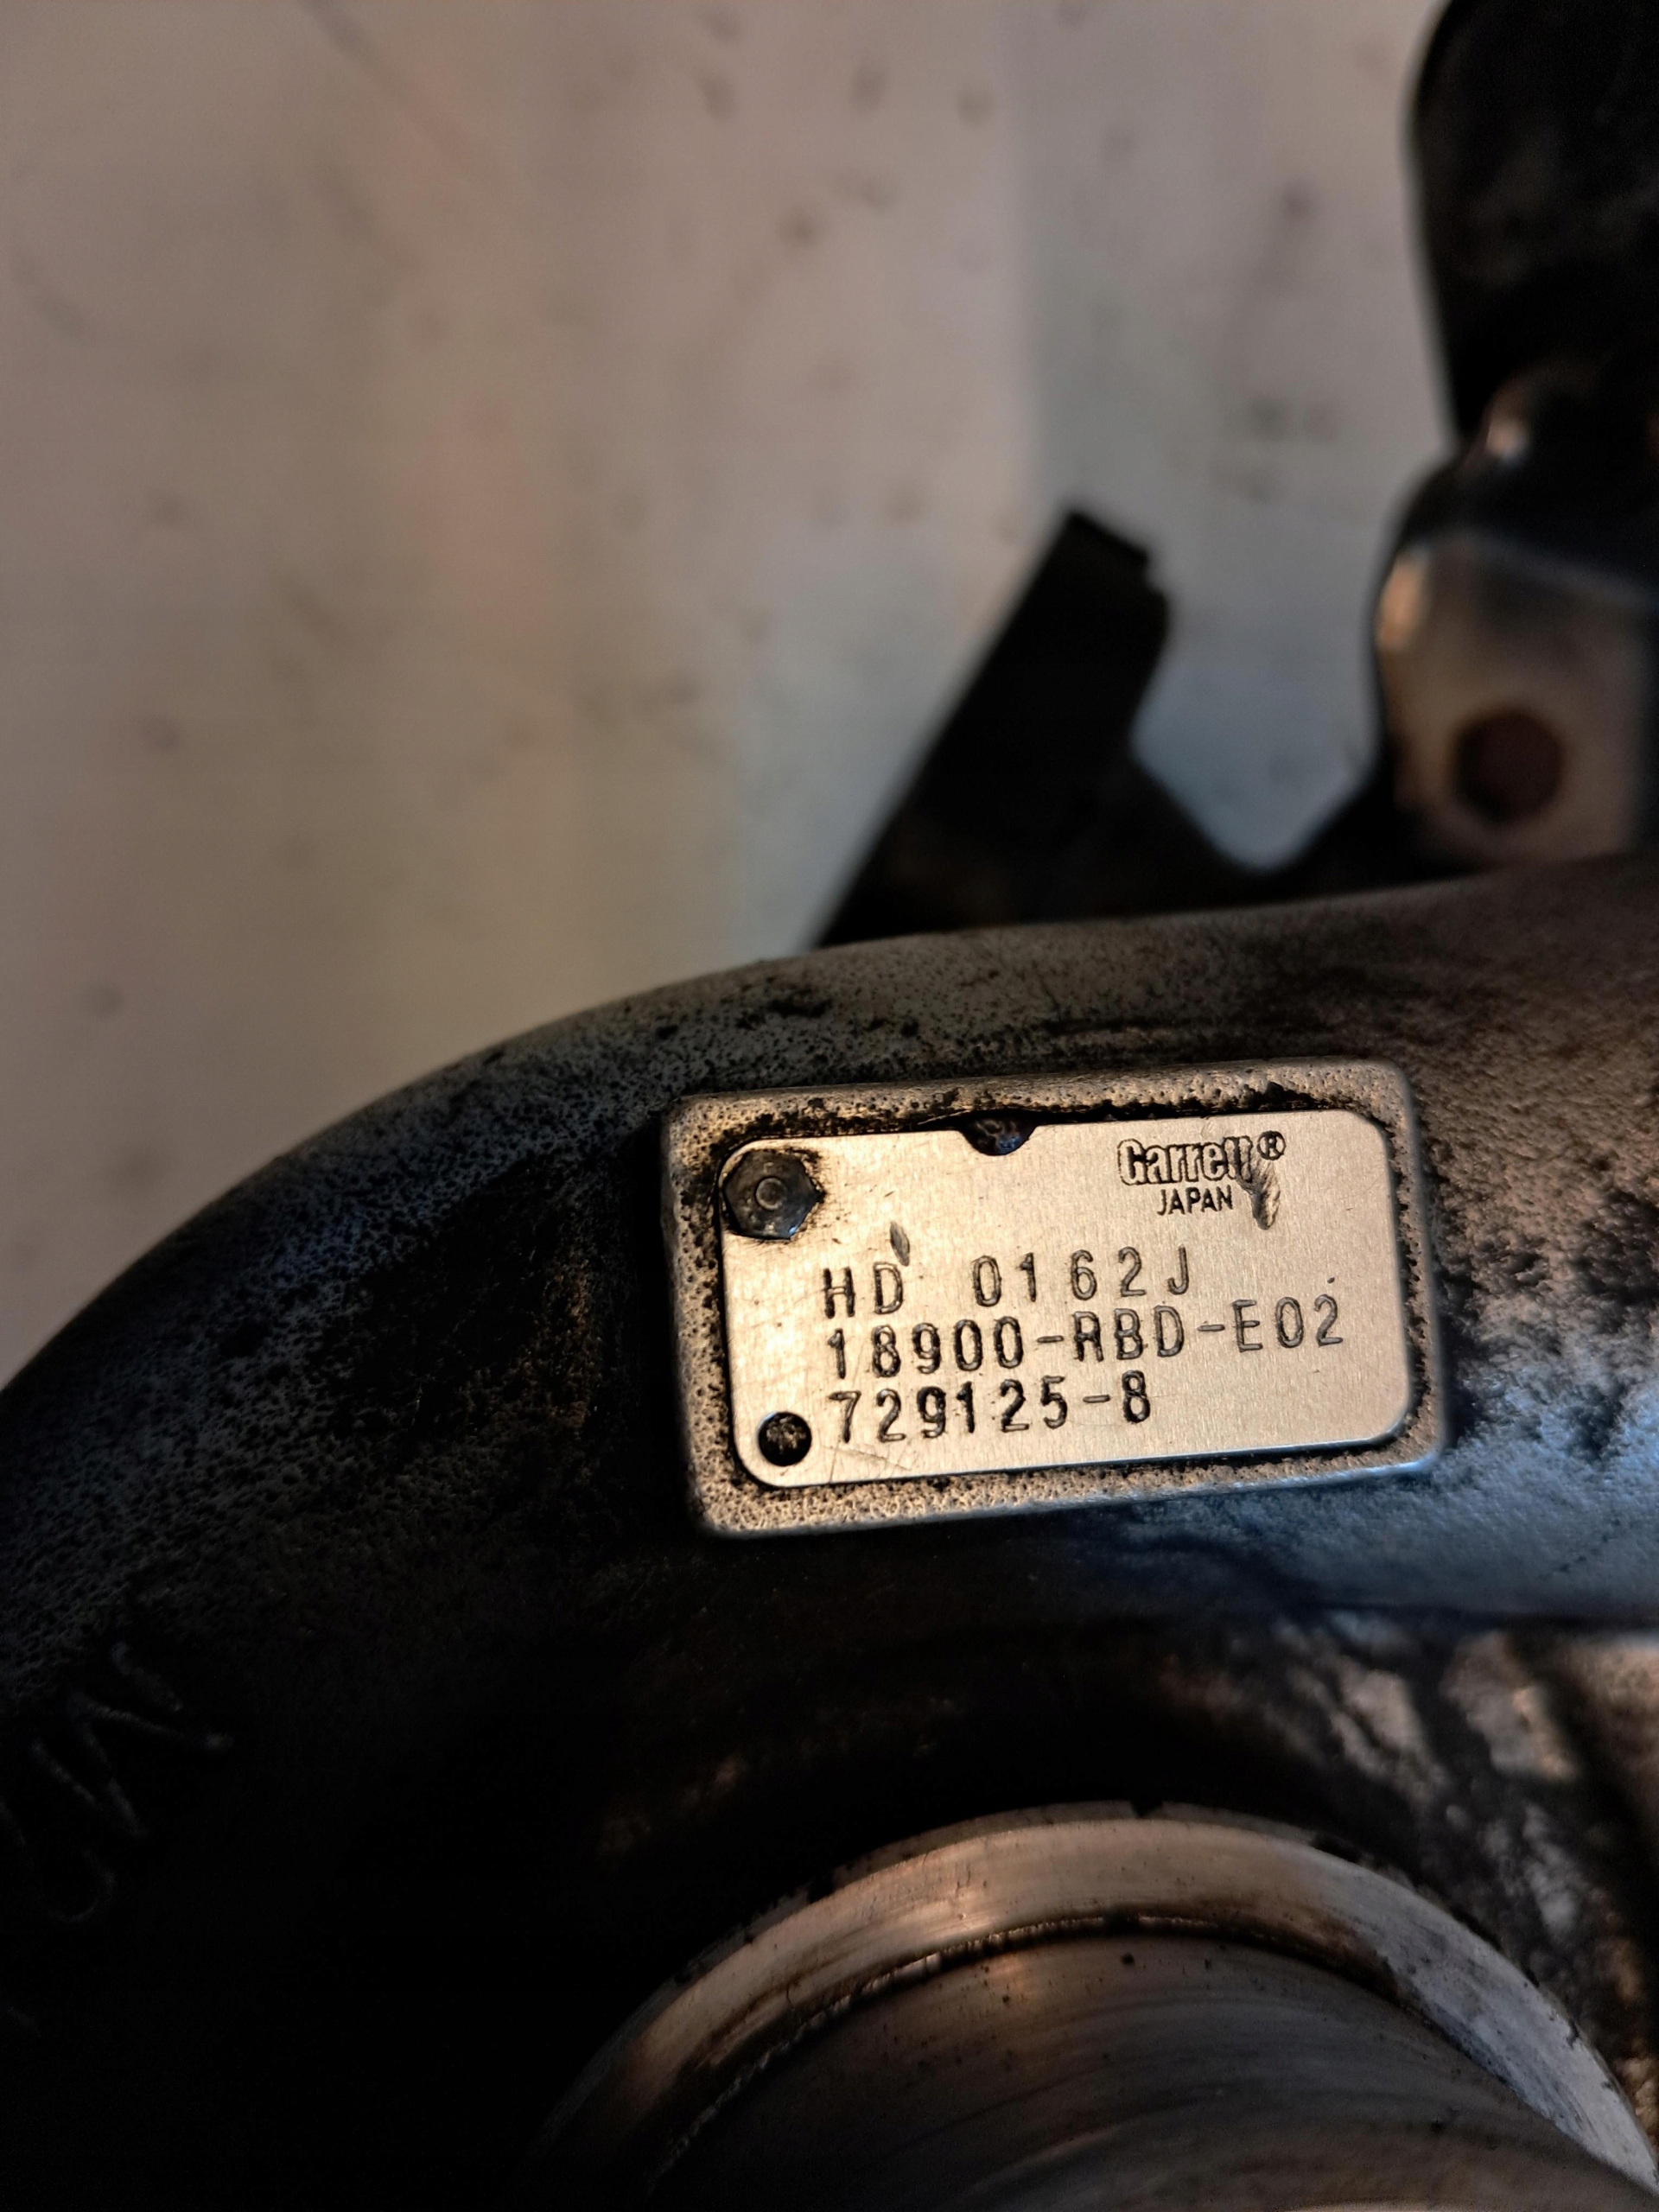 Garrett®
JAPAN
HD 0162J
18900-RBD-E02
729125-8